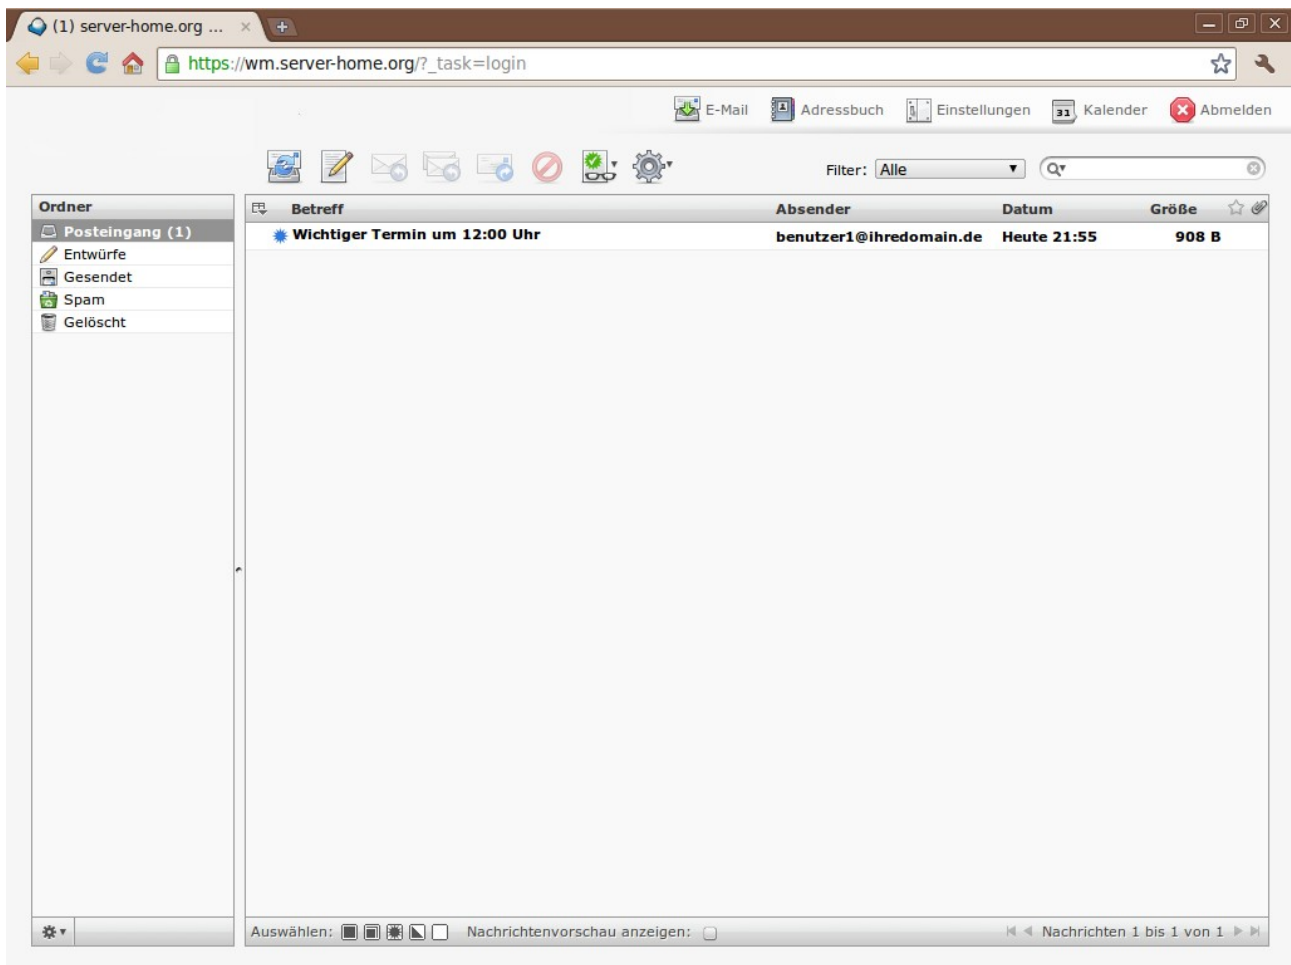 (1) server-home.org ...
https://wm.server-home.org/?_task=login
E-Mail Adressbuch Einstellungen 31 Kalender Abmelden
Filter: Alle
Ordner
Posteingang (1)
Entwürfe
Gesendet
Spam
Gelöscht
Betreff Absender Datum Größe
Wichtiger Termin um 12:00 Uhr benutzer1@ihredomain.de Heute 21:55 908 B
Auswählen: Nachrichtenvorschau anzeigen: Nachrichten 1 bis 1 von 1